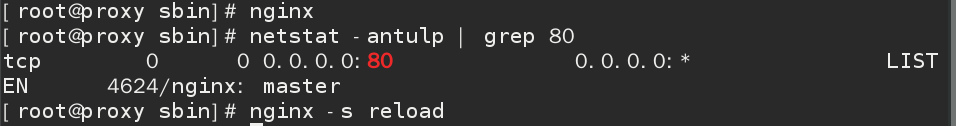 [root@proxy sbin]# nginx
[root@proxy sbin]# netstat -antulp | grep 80
tcp        0      0 0.0.0.0:80              0.0.0.0:*               LIST
EN      4624/nginx: master
[root@proxy sbin]# nginx -s reload